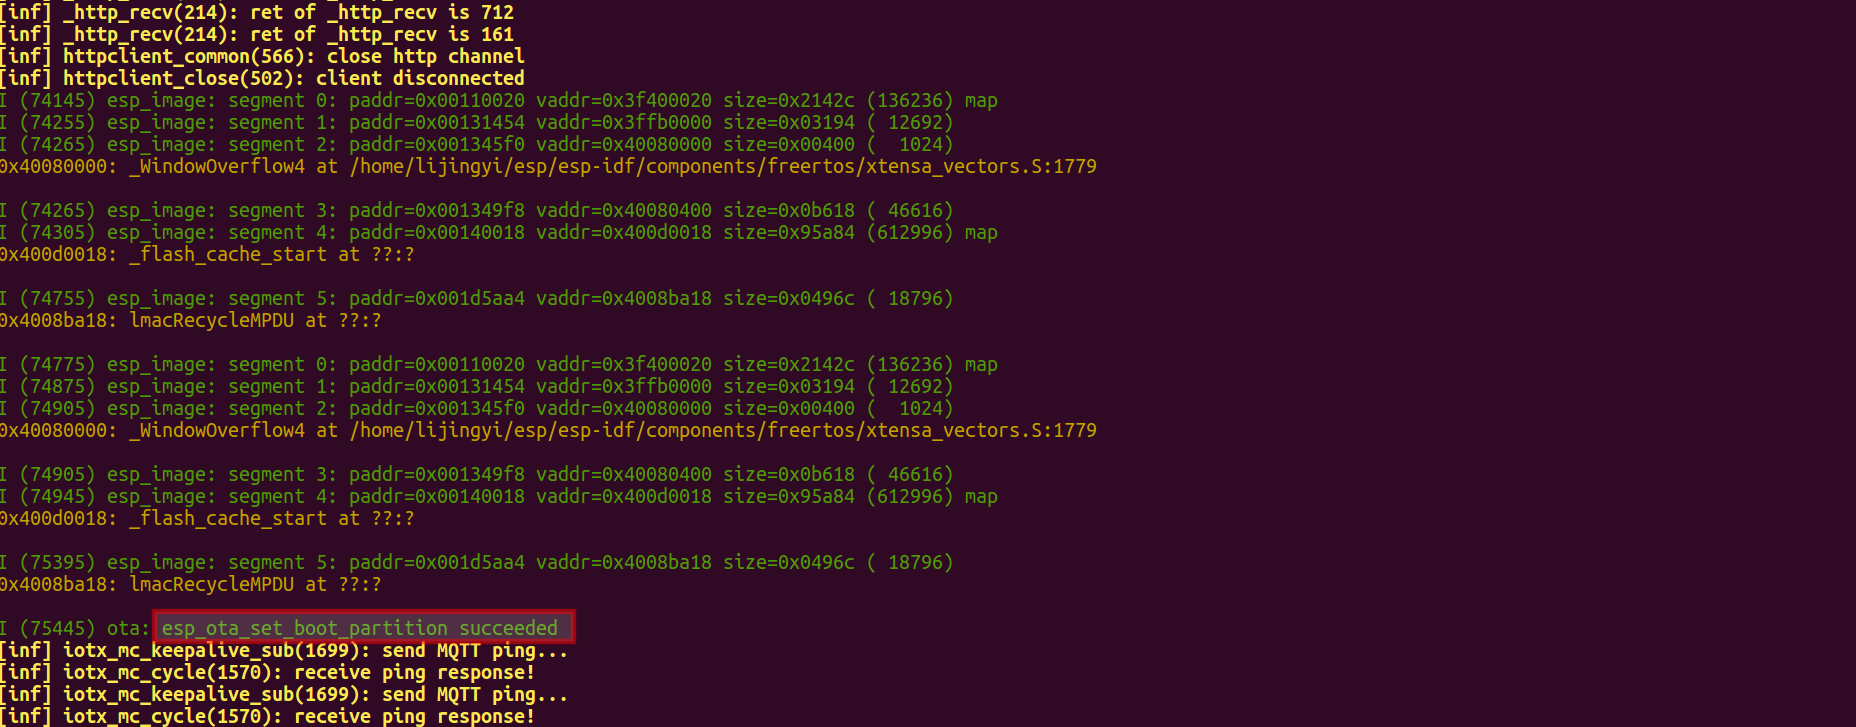 [inf] _http_recv(214): ret of _http_recv is 712
[inf] _http_recv(214): ret of _http_recv is 161
[inf] httpclient_common(566): close http channel
[inf] httpclient_close(502): client disconnected
I (74145) esp_image: segment 0: paddr=0x00110020 vaddr=0x3f400020 size=0x2142c (136236) map
I (74255) esp_image: segment 1: paddr=0x00131454 vaddr=0x3ffb0000 size=0x03194 ( 12692)
I (74265) esp_image: segment 2: paddr=0x001345f0 vaddr=0x40080000 size=0x00400 (  1024)
0x40080000: _WindowOverflow4 at /home/lijingyi/esp/esp-idf/components/freertos/xtensa_vectors.S:1779
I (74265) esp_image: segment 3: paddr=0x001349f8 vaddr=0x40080400 size=0x0b618 ( 46616)
I (74305) esp_image: segment 4: paddr=0x00140018 vaddr=0x400d0018 size=0x95a84 (612996) map
0x400d0018: _flash_cache_start at ??:?
I (74755) esp_image: segment 5: paddr=0x001d5aa4 vaddr=0x4008ba18 size=0x0496c ( 18796)
0x4008ba18: lmacRecycleMPDU at ??:?
I (74775) esp_image: segment 0: paddr=0x00110020 vaddr=0x3f400020 size=0x2142c (136236) map
I (74875) esp_image: segment 1: paddr=0x00131454 vaddr=0x3ffb0000 size=0x03194 ( 12692)
I (74905) esp_image: segment 2: paddr=0x001345f0 vaddr=0x40080000 size=0x00400 (  1024)
0x40080000: _WindowOverflow4 at /home/lijingyi/esp/esp-idf/components/freertos/xtensa_vectors.S:1779
I (74905) esp_image: segment 3: paddr=0x001349f8 vaddr=0x40080400 size=0x0b618 ( 46616)
I (74945) esp_image: segment 4: paddr=0x00140018 vaddr=0x400d0018 size=0x95a84 (612996) map
0x400d0018: _flash_cache_start at ??:?
I (75395) esp_image: segment 5: paddr=0x001d5aa4 vaddr=0x4008ba18 size=0x0496c ( 18796)
0x4008ba18: lmacRecycleMPDU at ??:?
I (75445) ota: esp_ota_set_boot_partition succeeded
[inf] iotx_mc_keepalive_sub(1699): send MQTT ping...
[inf] iotx_mc_cycle(1570): receive ping response!
[inf] iotx_mc_keepalive_sub(1699): send MQTT ping...
[inf] iotx_mc_cycle(1570): receive ping response!